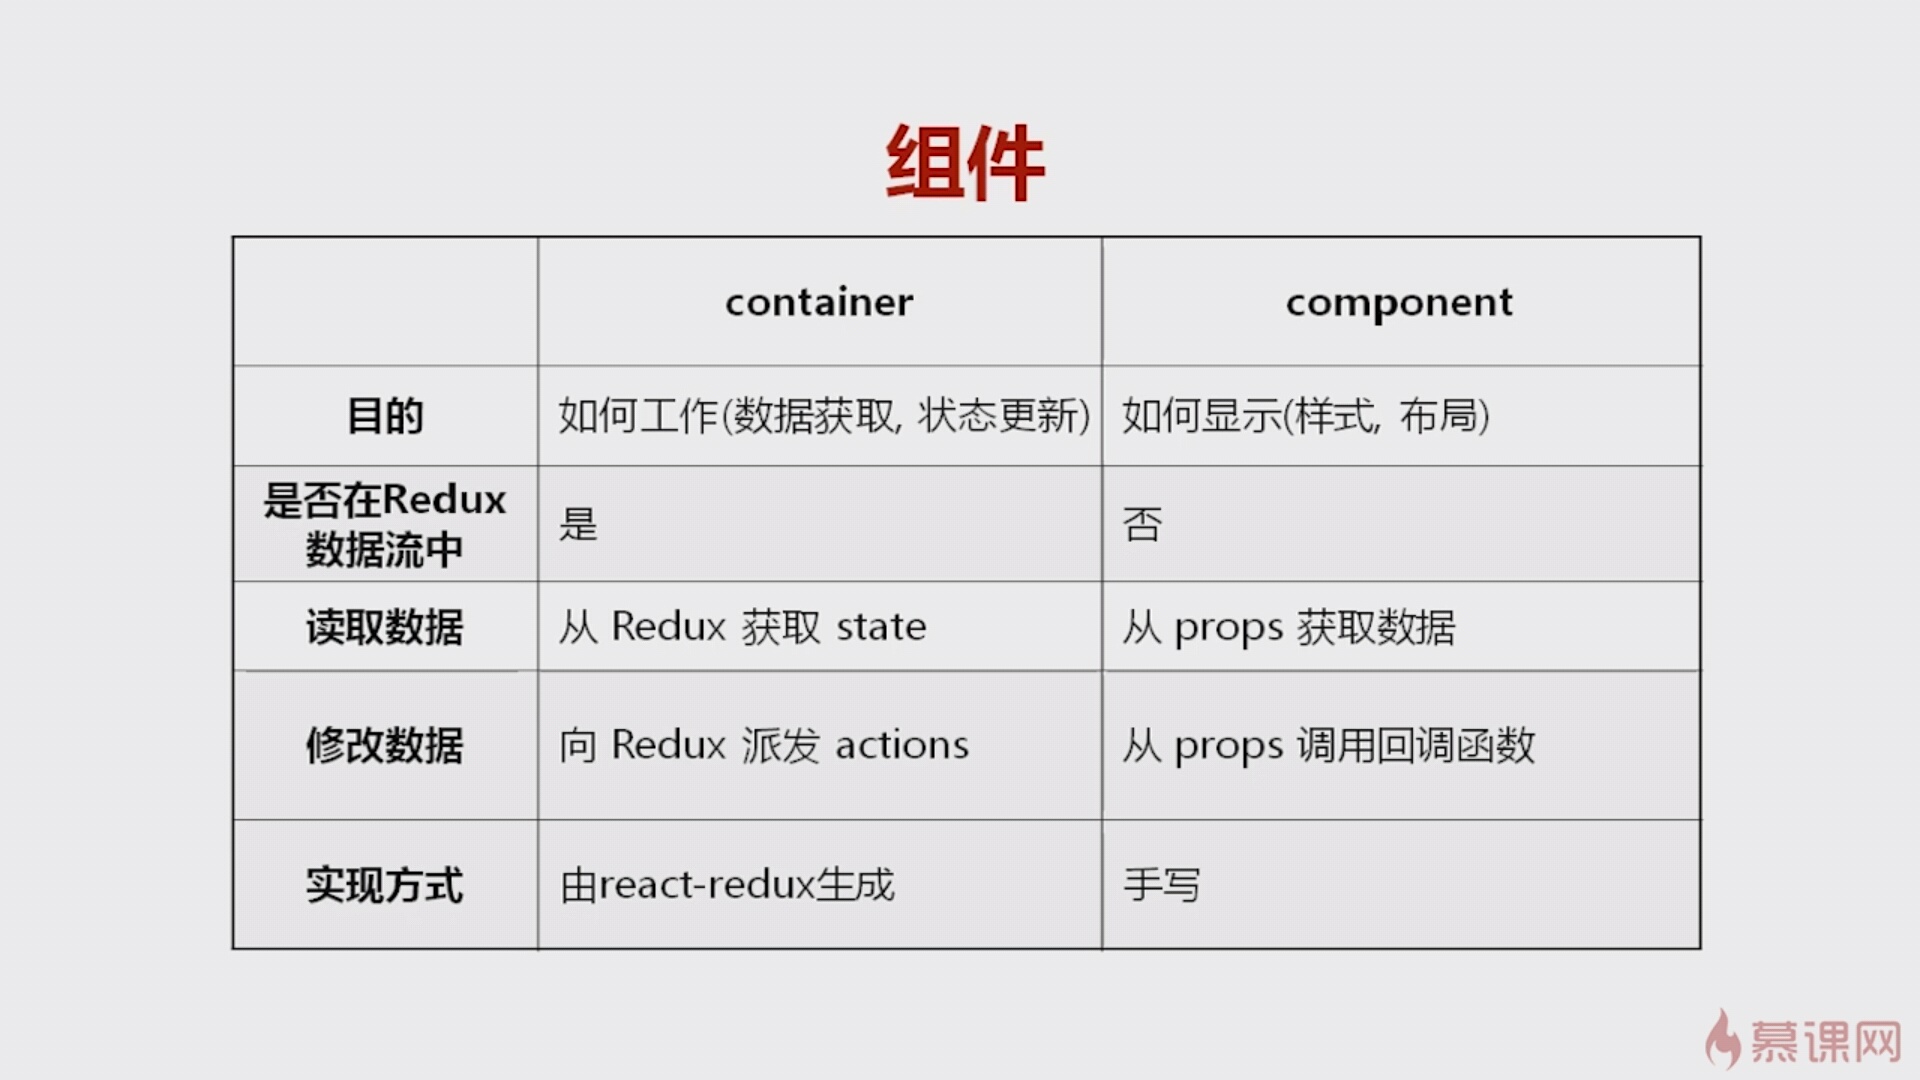 组件
container
component
目的
如何工作(数据获取, 状态更新)
如何显示(样式, 布局)
是否在Redux
数据流中
是
否
读取数据
从 Redux 获取 state
从 props 获取数据
修改数据
向 Redux 派发 actions
从 props 调用回调函数
实现方式
由react-redux生成
手写
慕课网